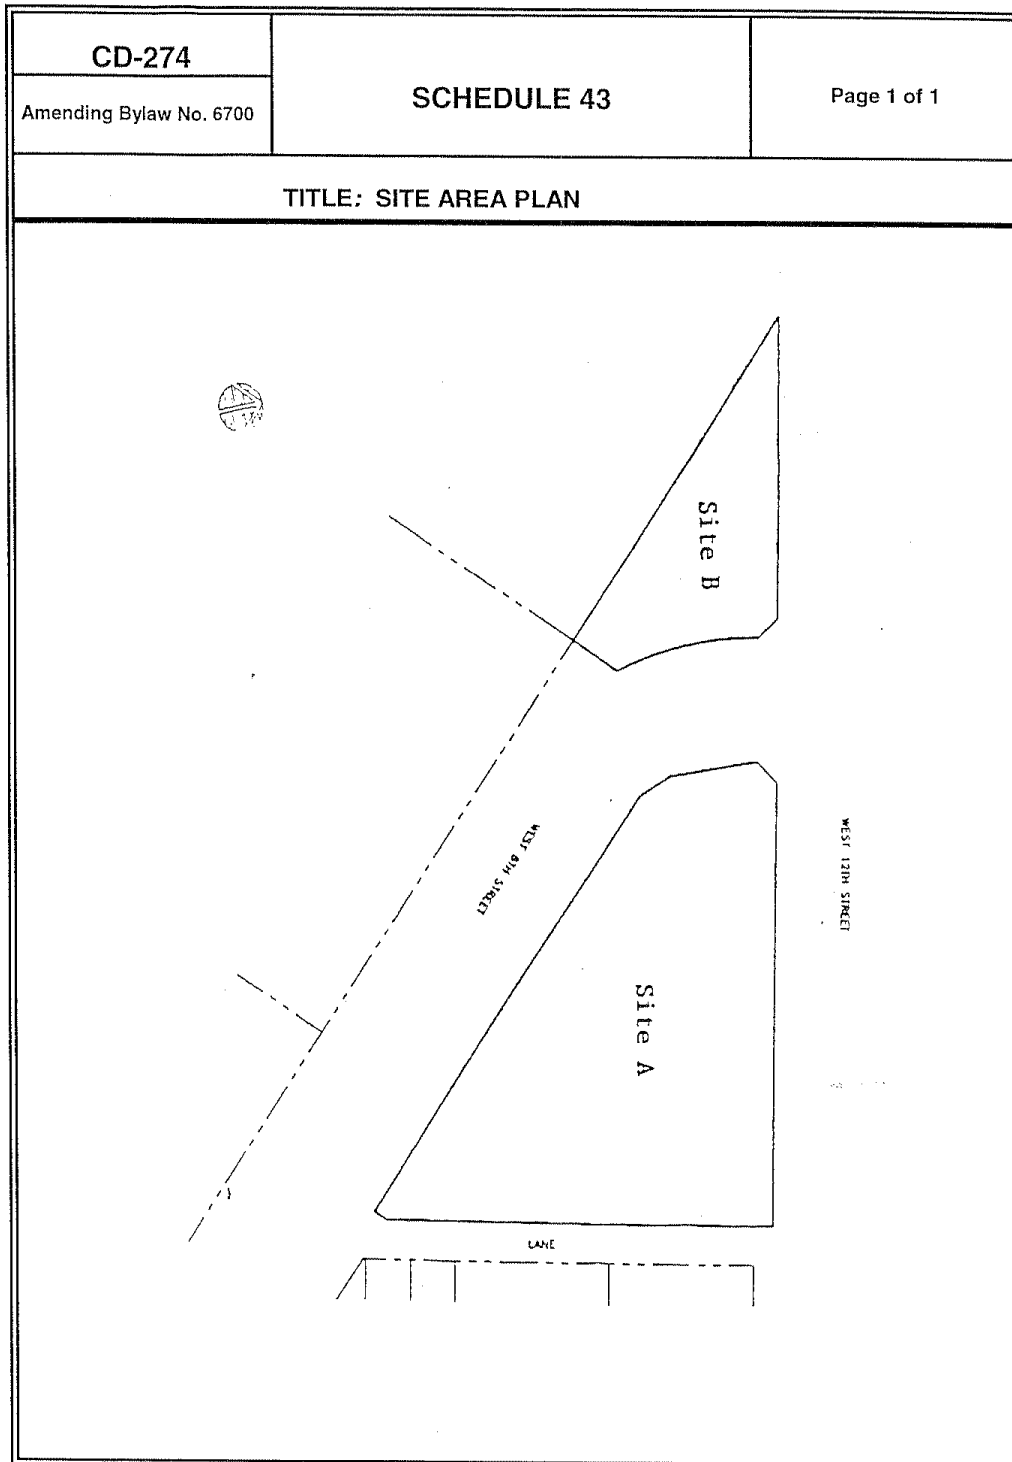 CD-274
Amending Bylaw No. 6700
SCHEDULE 43
Page 1 of 1
TITLE: SITE AREA PLAN
Site B
WEST 8TH STREET
WEST 12TH STREET
Site A
LANE